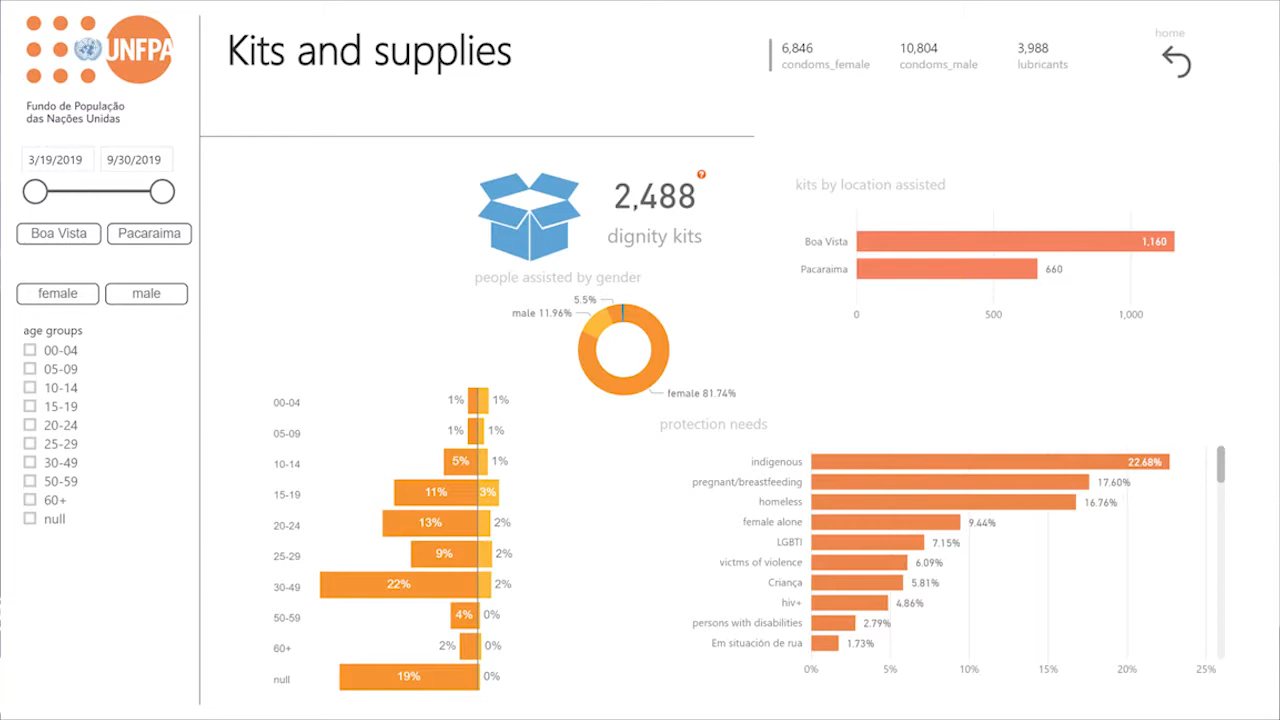 UNFPA
Fundo de População
das Nações Unidas
3/19/2019 9/30/2019
Boa Vista Pacaraima
female male
age groups
00-04
05-09
10-14
15-19
20-24
25-29
30-49
50-59
60+
null
Kits and supplies
6,846 10,804 3,988
condoms_female condoms_male lubricants
home
2,488
?
dignity kits
people assisted by gender
5.5%
male 11.96%
female 81.74%
kits by location assisted
Boa Vista 1,160
Pacaraima 660
0 500 1,000
00-04 1% 1%
05-09 1% 1%
10-14 5% 1%
15-19 11% 3%
20-24 13% 2%
25-29 9% 2%
30-49 22% 2%
50-59 4% 0%
60+ 2% 0%
null 19% 0%
protection needs
indigenous 22.68%
pregnant/breastfeeding 17.60%
homeless 16.76%
female alone 9.44%
LGBTI 7.15%
victms of violence 6.09%
Criança 5.81%
hiv+ 4.86%
persons with disabilities 2.79%
Em situación de rua 1.73%
0% 5% 10% 15% 20% 25%